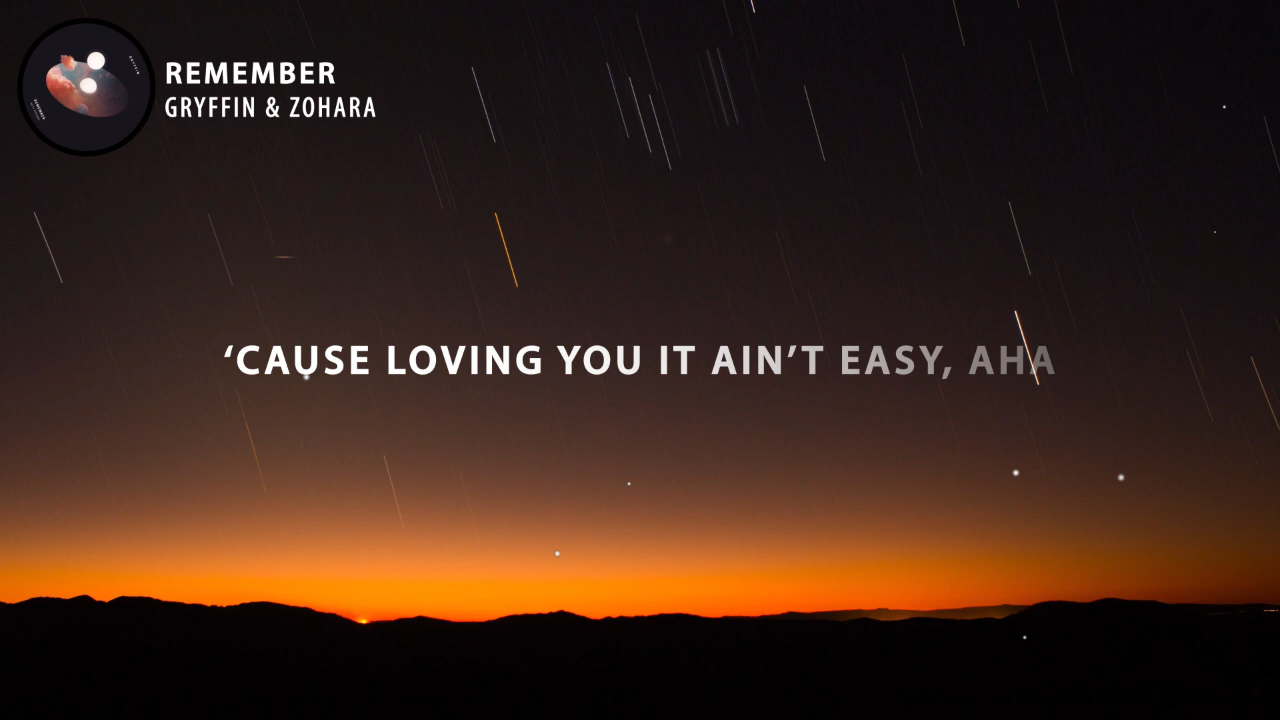 REMEMBER
GRYFFIN & ZOHARA
‘CAUSE LOVING YOU IT AIN’T EASY, AHA